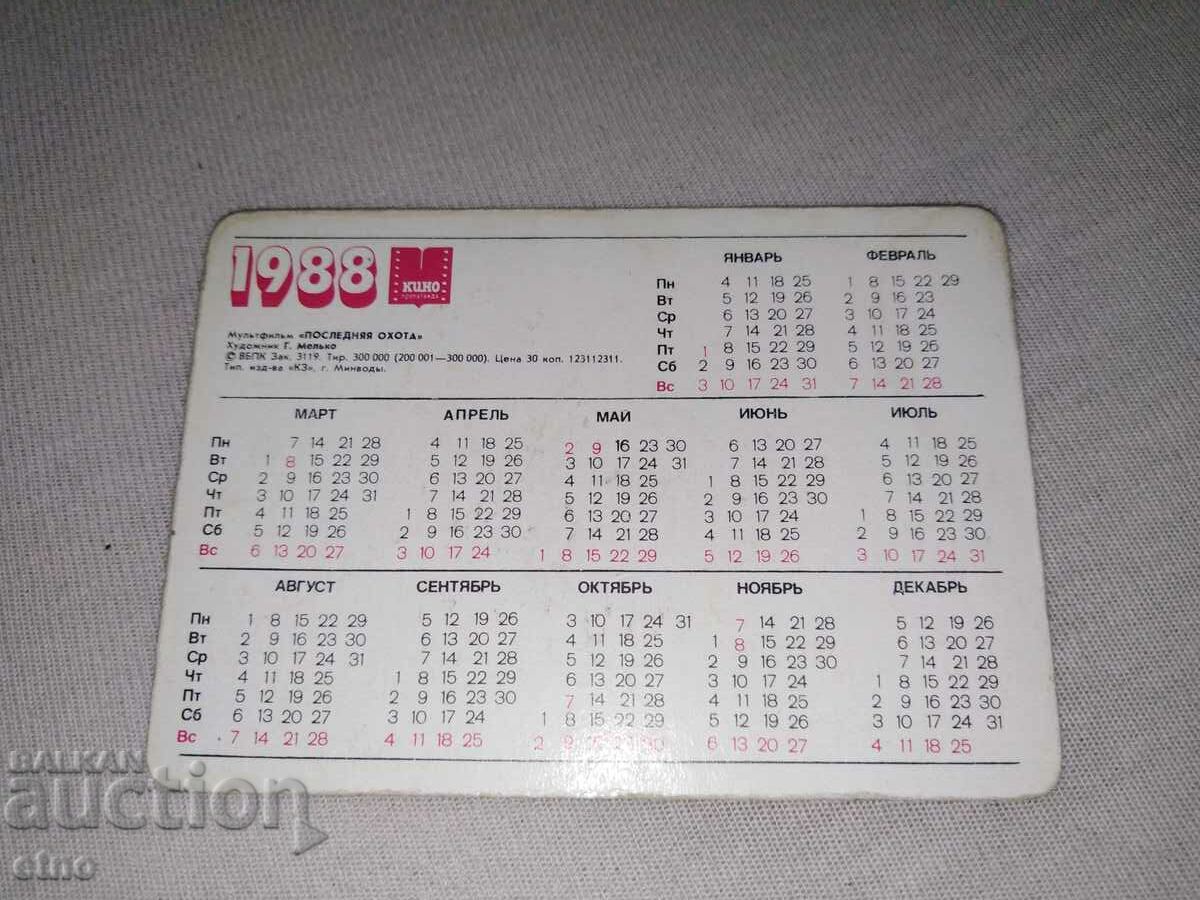 1988
КИНО
пропаганда
Мультфильм «ПОСЛЕДНЯЯ ОХОТА»
Художник Г. Мелько
© ВБПК Зак. 3119. Тир. 300 000 (200 001—300 000). Цена 30 коп. 123112311.
Тип. изд-ва «КЗ», г. Минводы.
ЯНВАРЬ ФЕВРАЛЬ
Пн 4 11 18 25 1 8 15 22 29
Вт 5 12 19 26 2 9 16 23
Ср 6 13 20 27 3 10 17 24
Чт 7 14 21 28 4 11 18 25
Пт 1 8 15 22 29 5 12 19 26
Сб 2 9 16 23 30 6 13 20 27
Вс 3 10 17 24 31 7 14 21 28
МАРТ АПРЕЛЬ МАЙ ИЮНЬ ИЮЛЬ
Пн 7 14 21 28 4 11 18 25 2 9 16 23 30 6 13 20 27 4 11 18 25
Вт 1 8 15 22 29 5 12 19 26 3 10 17 24 31 7 14 21 28 5 12 19 26
Ср 2 9 16 23 30 6 13 20 27 4 11 18 25 1 8 15 22 29 6 13 20 27
Чт 3 10 17 24 31 7 14 21 28 5 12 19 26 2 9 16 23 30 7 14 21 28
Пт 4 11 18 25 1 8 15 22 29 6 13 20 27 3 10 17 24 1 8 15 22 29
Сб 5 12 19 26 2 9 16 23 30 7 14 21 28 4 11 18 25 2 9 16 23 30
Вс 6 13 20 27 3 10 17 24 1 8 15 22 29 5 12 19 26 3 10 17 24 31
АВГУСТ СЕНТЯБРЬ ОКТЯБРЬ НОЯБРЬ ДЕКАБРЬ
Пн 1 8 15 22 29 5 12 19 26 3 10 17 24 31 7 14 21 28 5 12 19 26
Вт 2 9 16 23 30 6 13 20 27 4 11 18 25 1 8 15 22 29 6 13 20 27
Ср 3 10 17 24 31 7 14 21 28 5 12 19 26 2 9 16 23 30 7 14 21 28
Чт 4 11 18 25 1 8 15 22 29 6 13 20 27 3 10 17 24 1 8 15 22 29
Пт 5 12 19 26 2 9 16 23 30 7 14 21 28 4 11 18 25 2 9 16 23 30
Сб 6 13 20 27 3 10 17 24 1 8 15 22 29 5 12 19 26 3 10 17 24 31
Вс 7 14 21 28 4 11 18 25 2 9 30 6 13 20 27 4 11 18 25
BALKAN
auction
etno